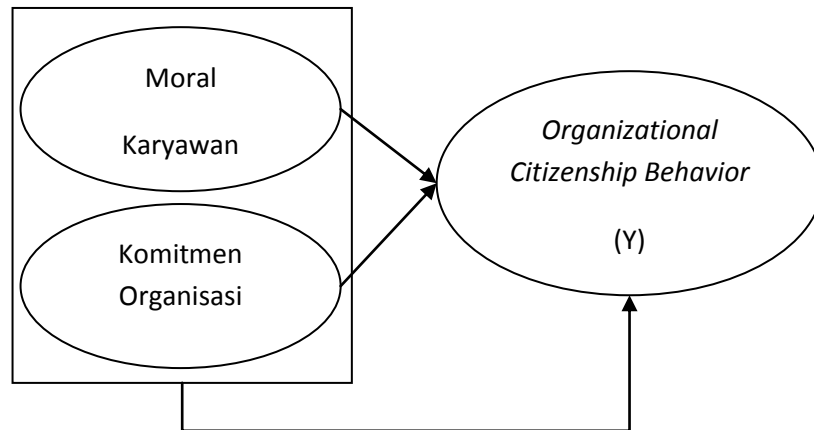 Moral
Karyawan
Komitmen
Organisasi
Organizational
Citizenship Behavior
(Y)